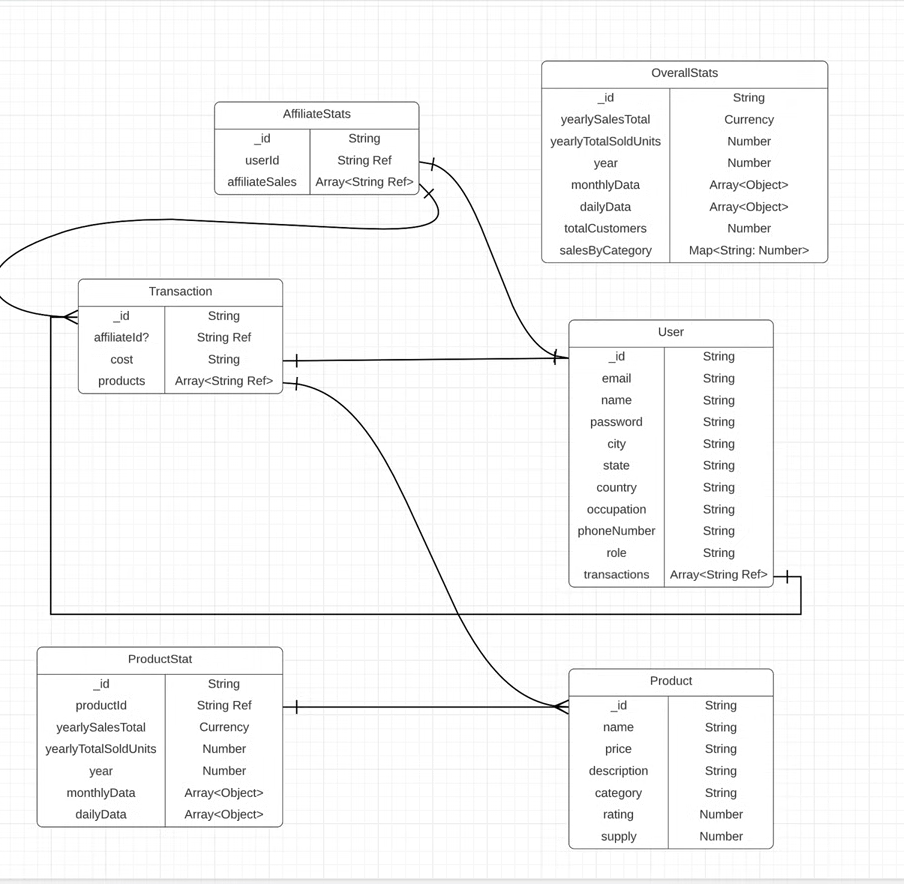 OverallStats
_id String
yearlySalesTotal Currency
yearlyTotalSoldUnits Number
year Number
monthlyData Array<Object>
dailyData Array<Object>
totalCustomers Number
salesByCategory Map<String: Number>
AffiliateStats
_id String
userId String Ref
affiliateSales Array<String Ref>
Transaction
_id String
affiliateId? String Ref
cost String
products Array<String Ref>
User
_id String
email String
name String
password String
city String
state String
country String
occupation String
phoneNumber String
role String
transactions Array<String Ref>
ProductStat
_id String
productId String Ref
yearlySalesTotal Currency
yearlyTotalSoldUnits Number
year Number
monthlyData Array<Object>
dailyData Array<Object>
Product
_id String
name String
price String
description String
category String
rating Number
supply Number